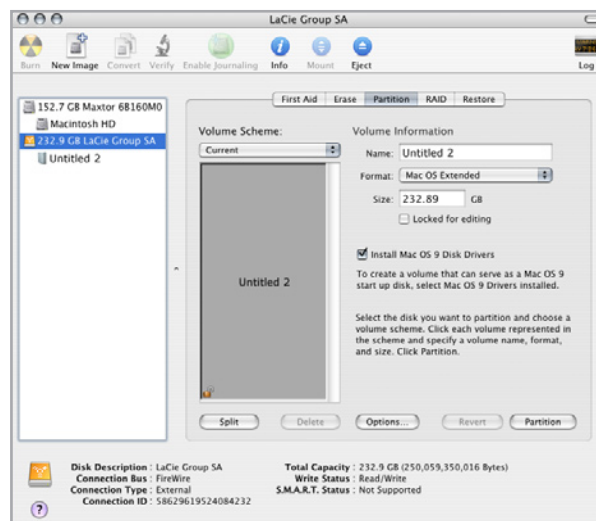 LaCie Group SA
Burn New Image Convert Verify Enable Journaling Info Mount Eject Log
152.7 GB Maxtor 6B160M0
Macintosh HD
232.9 GB LaCie Group SA
Untitled 2
First Aid Erase Partition RAID Restore
Volume Scheme:
Current
Untitled 2
Volume Information
Name: Untitled 2
Format: Mac OS Extended
Size: 232.89 GB
Locked for editing
Install Mac OS 9 Disk Drivers
To create a volume that can serve as a Mac OS 9
start up disk, select Mac OS 9 Drivers installed.
Select the disk you want to partition and choose a
volume scheme. Click each volume represented in
the scheme and specify a volume name, format,
and size. Click Partition.
Split Delete Options... Revert Partition
Disk Description : LaCie Group SA
Connection Bus : FireWire
Connection Type : External
Connection ID : 58629619524084232
Total Capacity : 232.9 GB (250,059,350,016 Bytes)
Write Status : Read/Write
S.M.A.R.T. Status : Not Supported
?